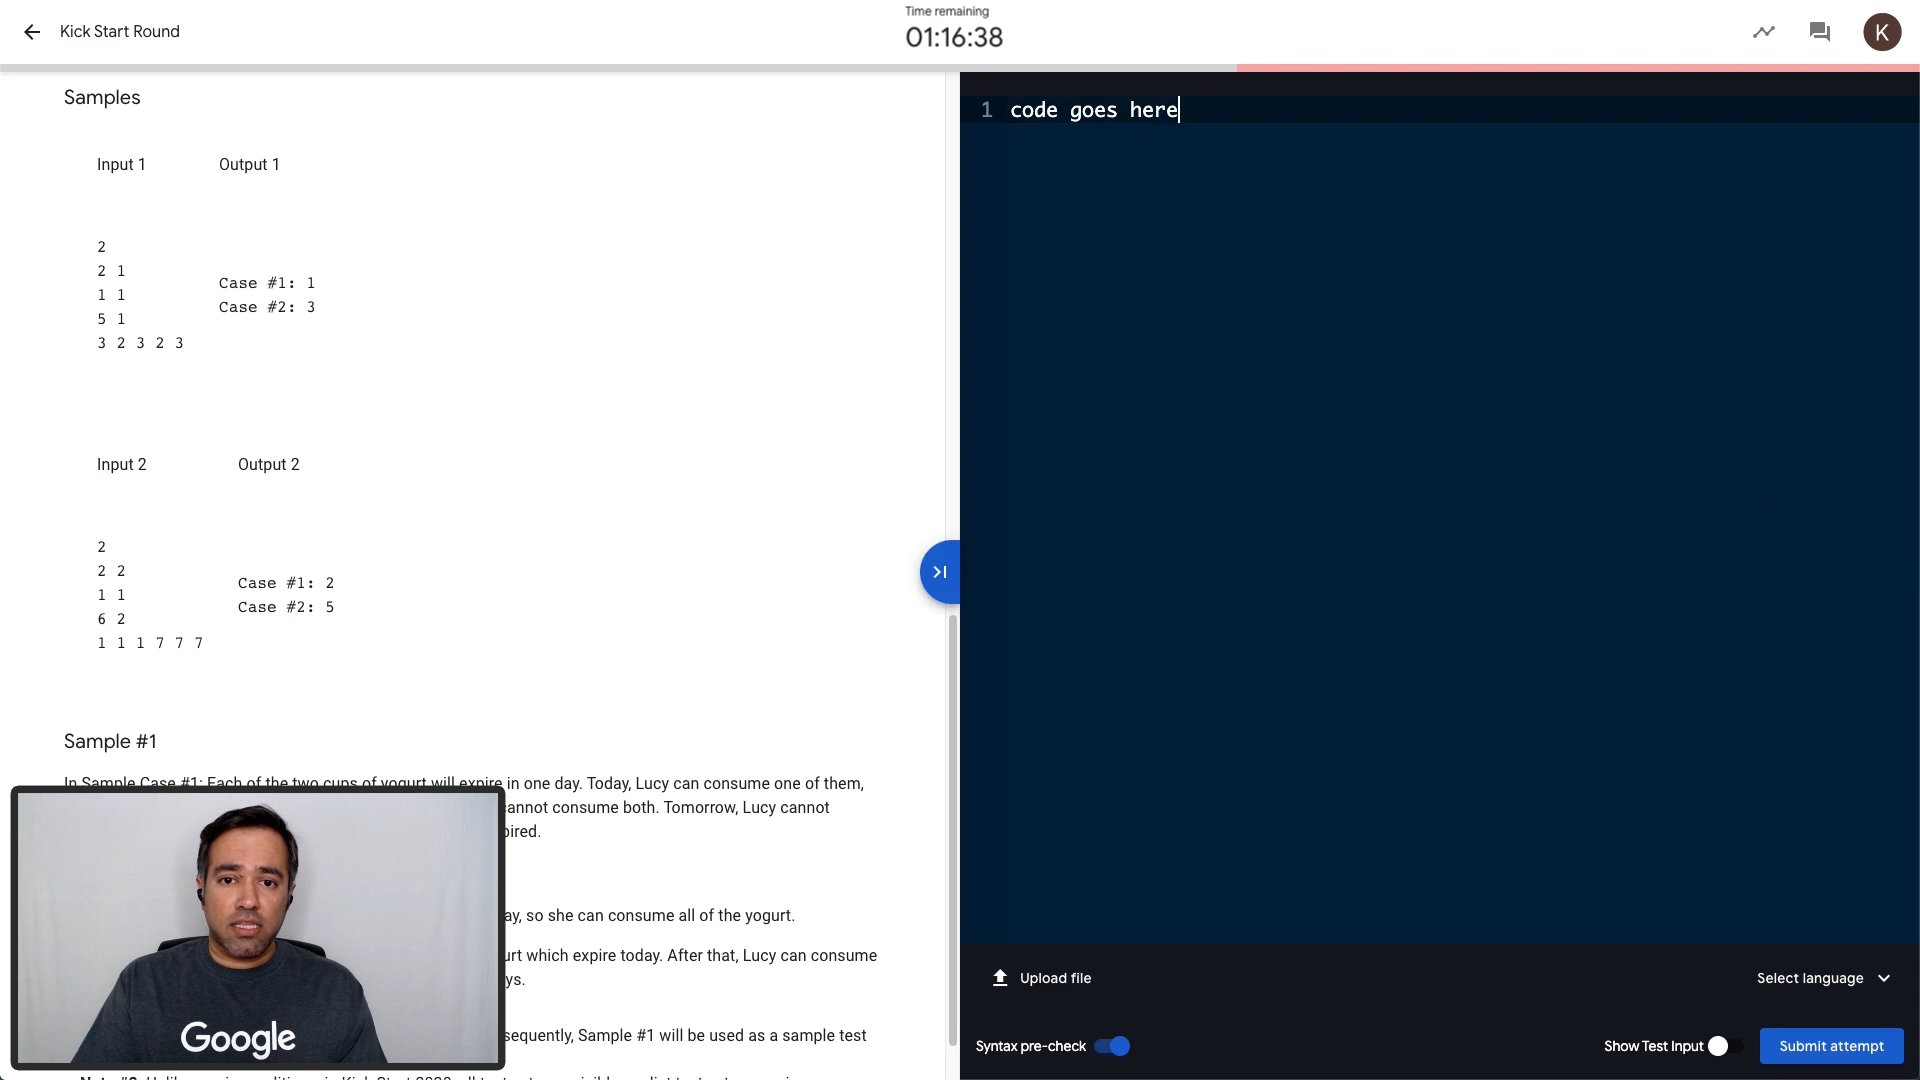 Kick Start Round
Time remaining
01:16:38
K
Samples
Input 1 Output 1
2
2 1
1 1
5 1
3 2 3 2 3
Case #1: 1
Case #2: 3
Input 2 Output 2
2
2 2
1 1
6 2
1 1 1 7 7 7
Case #1: 2
Case #2: 5
Sample #1
In Sample Case #1: Each of the two cups of yogurt will expire in one day. Today, Lucy can consume one of them,
cannot consume both. Tomorrow, Lucy cannot
so she can consume all of the yogurt.
which expire today. After that, Lucy can consume
Sample #1 will be used as a sample test
Google
1 code goes here
Upload file
Select language
Syntax pre-check
Show Test Input
Submit attempt